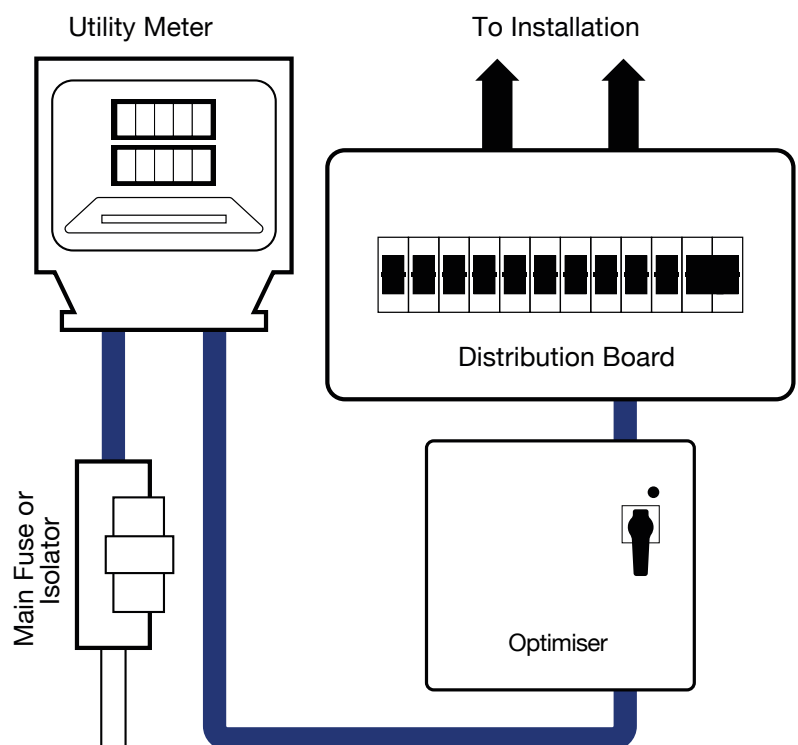 Utility Meter
To Installation
Distribution Board
Main Fuse or
Isolator
Optimiser